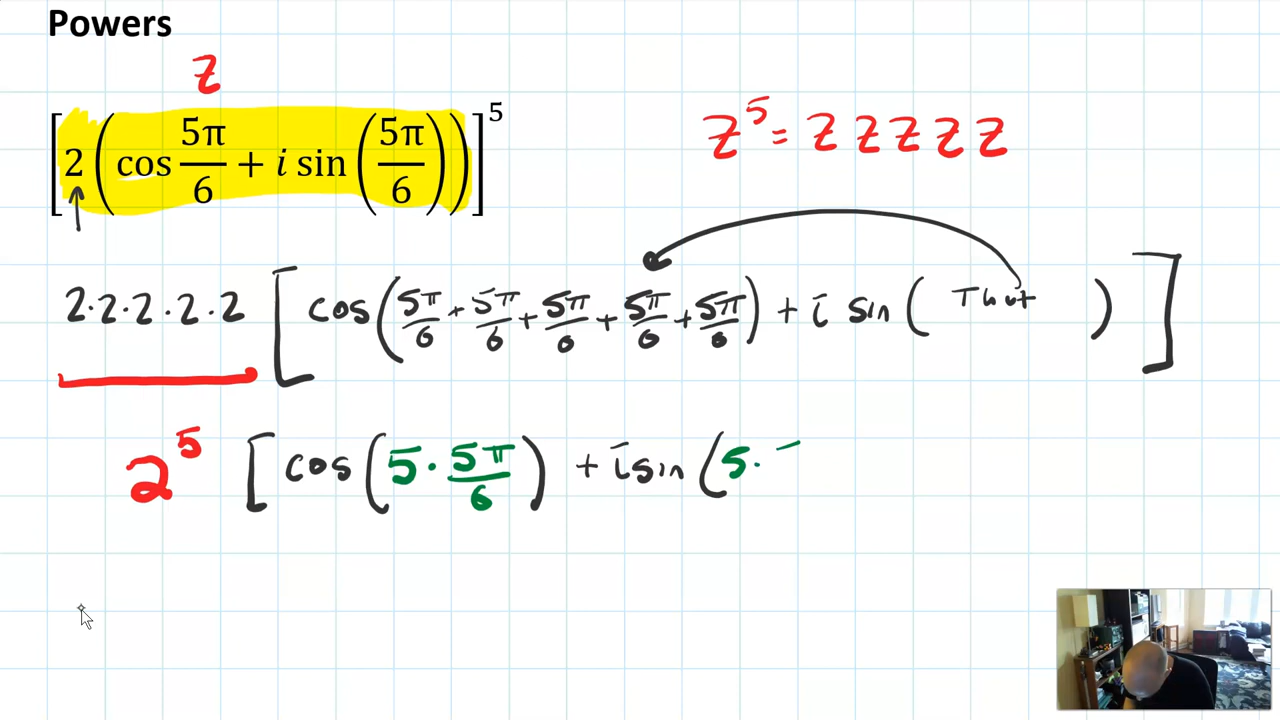 Powers
z
[2(cos 5π/6 + i sin(5π/6))]^5
z^5 = z z z z z
2·2·2·2·2 [cos(5π/6 + 5π/6 + 5π/6 + 5π/6 + 5π/6) + i sin( That )]
2^5 [cos(5·5π/6) + i sin(5·